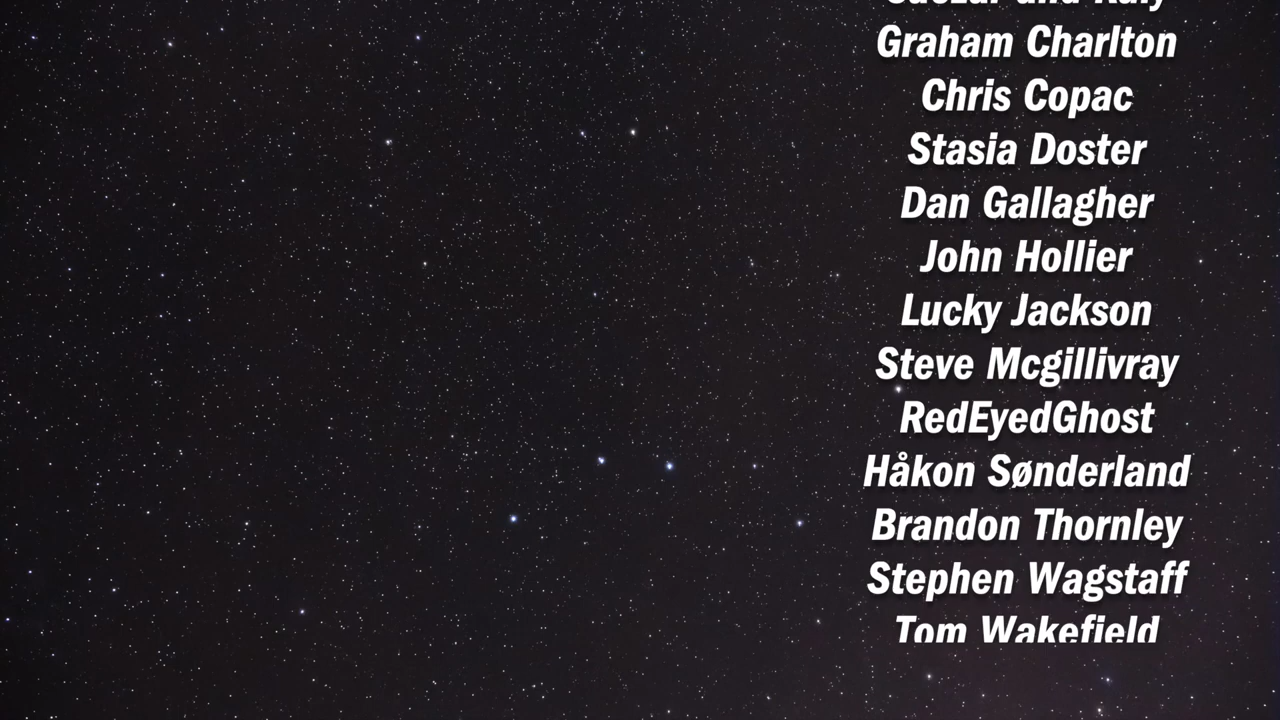 Graham Charlton
Chris Copac
Stasia Doster
Dan Gallagher
John Hollier
Lucky Jackson
Steve Mcgillivray
RedEyedGhost
Håkon Sønderland
Brandon Thornley
Stephen Wagstaff
Tom Wakefield